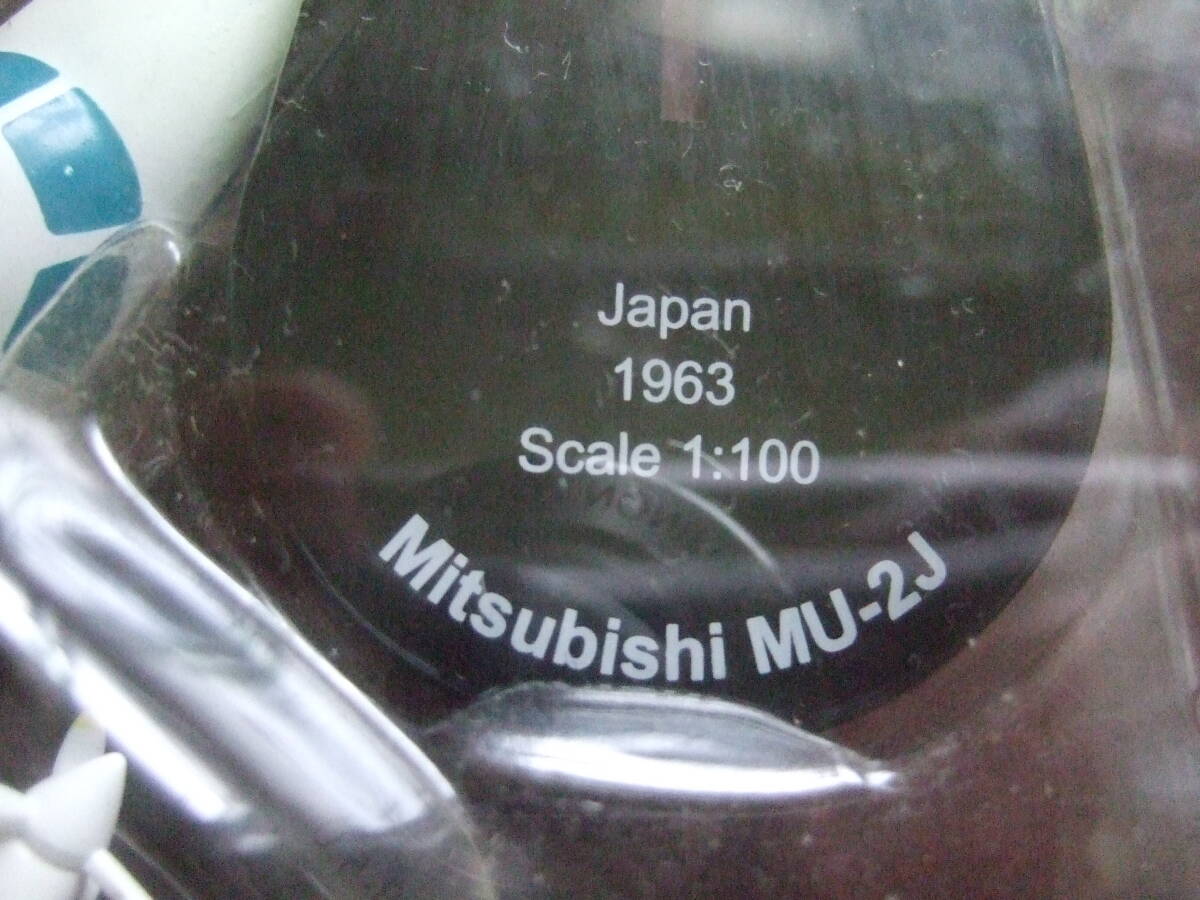 Japan
1963
Scale 1:100
Mitsubishi MU-2J